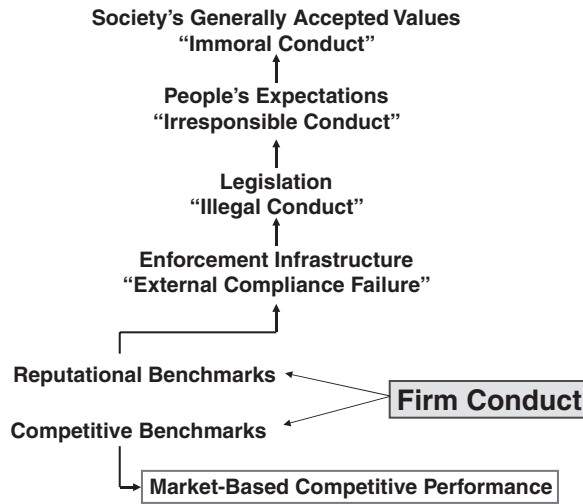 Society’s Generally Accepted Values
“Immoral Conduct”
People’s Expectations
“Irresponsible Conduct”
Legislation
“Illegal Conduct”
Enforcement Infrastructure
“External Compliance Failure”
Reputational Benchmarks
Firm Conduct
Competitive Benchmarks
Market-Based Competitive Performance